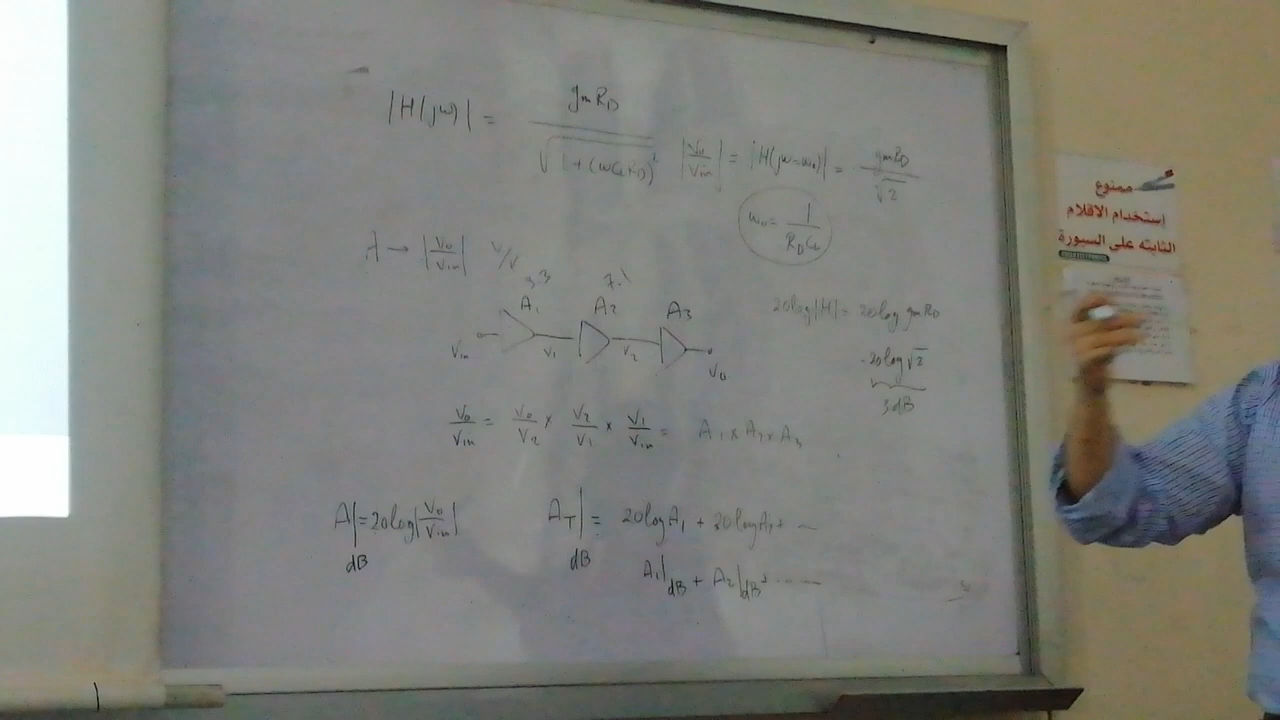 |H(jω)| = gmRD / √(1+(ωCLRD)²
|Vo/Vin| = |H(jω=ω0)| = gmRD / √2
ω0 = 1 / RDCL
A → |Vo/Vin| V/V
7.1
A1 A2 A3
Vin V1 V2 Vo
20log|H| = 20log gmRD
-20log√2
3dB
Vo/Vin = Vo/V2 × V2/V1 × V1/Vin = A1 × A2 × A3
A|dB = 20log|Vo/Vin|
AT|dB = 20logA1 + 20logA2 +
A1|dB + A2|dB + ......
ممنوع
إستخدام الاقلام
الثابته على السبورة